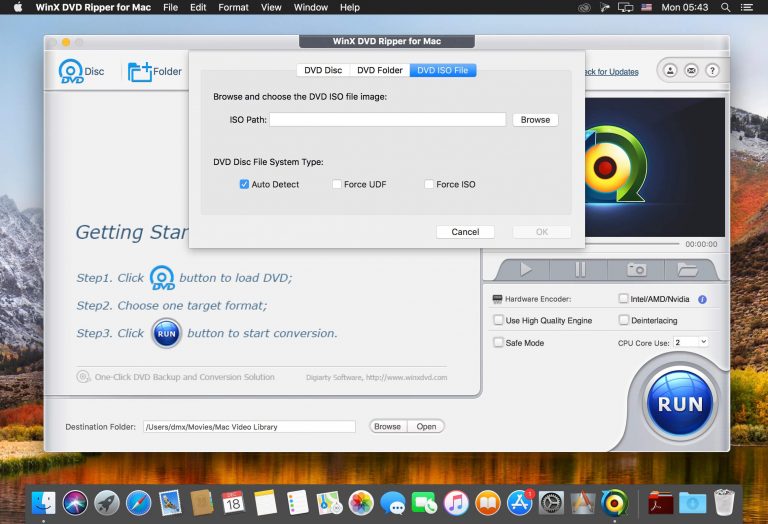 WinX DVD Ripper for Mac File Edit Format View Window Help Mon 05:43
WinX DVD Ripper for Mac
Disc Folder DVD Disc DVD Folder DVD ISO File ck for Updates
DVD
Browse and choose the DVD ISO file image:
ISO Path: Browse
DVD Disc File System Type:
Auto Detect Force UDF Force ISO
Cancel OK
Getting Star
00:00:00
Step1. Click DVD button to load DVD;
Step2. Choose one target format;
Step3. Click RUN button to start conversion.
Hardware Encoder: Intel/AMD/Nvidia
Use High Quality Engine Deinterlacing
Safe Mode CPU Core Use: 2
One-Click DVD Backup and Conversion Solution Digiarty Software, http://www.winxdvd.com
RUN
Destination Folder: /Users/dmx/Movies/Mac Video Library Browse Open
18
1